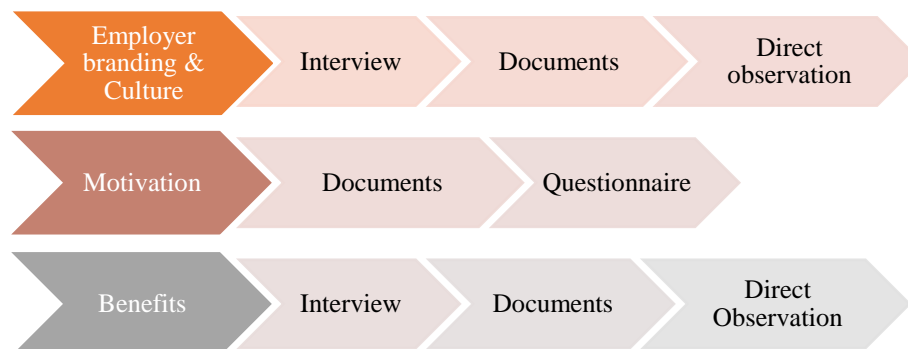 Employer
branding &
Culture
Interview
Documents
Direct
observation
Motivation
Documents
Questionnaire
Benefits
Interview
Documents
Direct
Observation